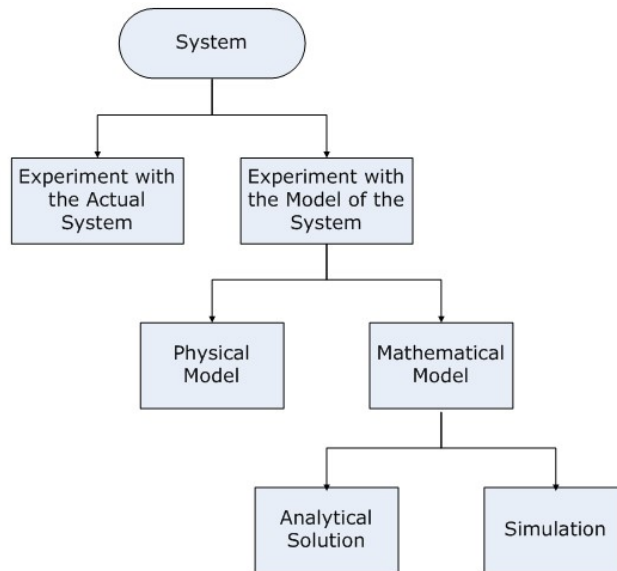 System
Experiment with
the Actual
System
Experiment with
the Model of the
System
Physical
Model
Mathematical
Model
Analytical
Solution
Simulation